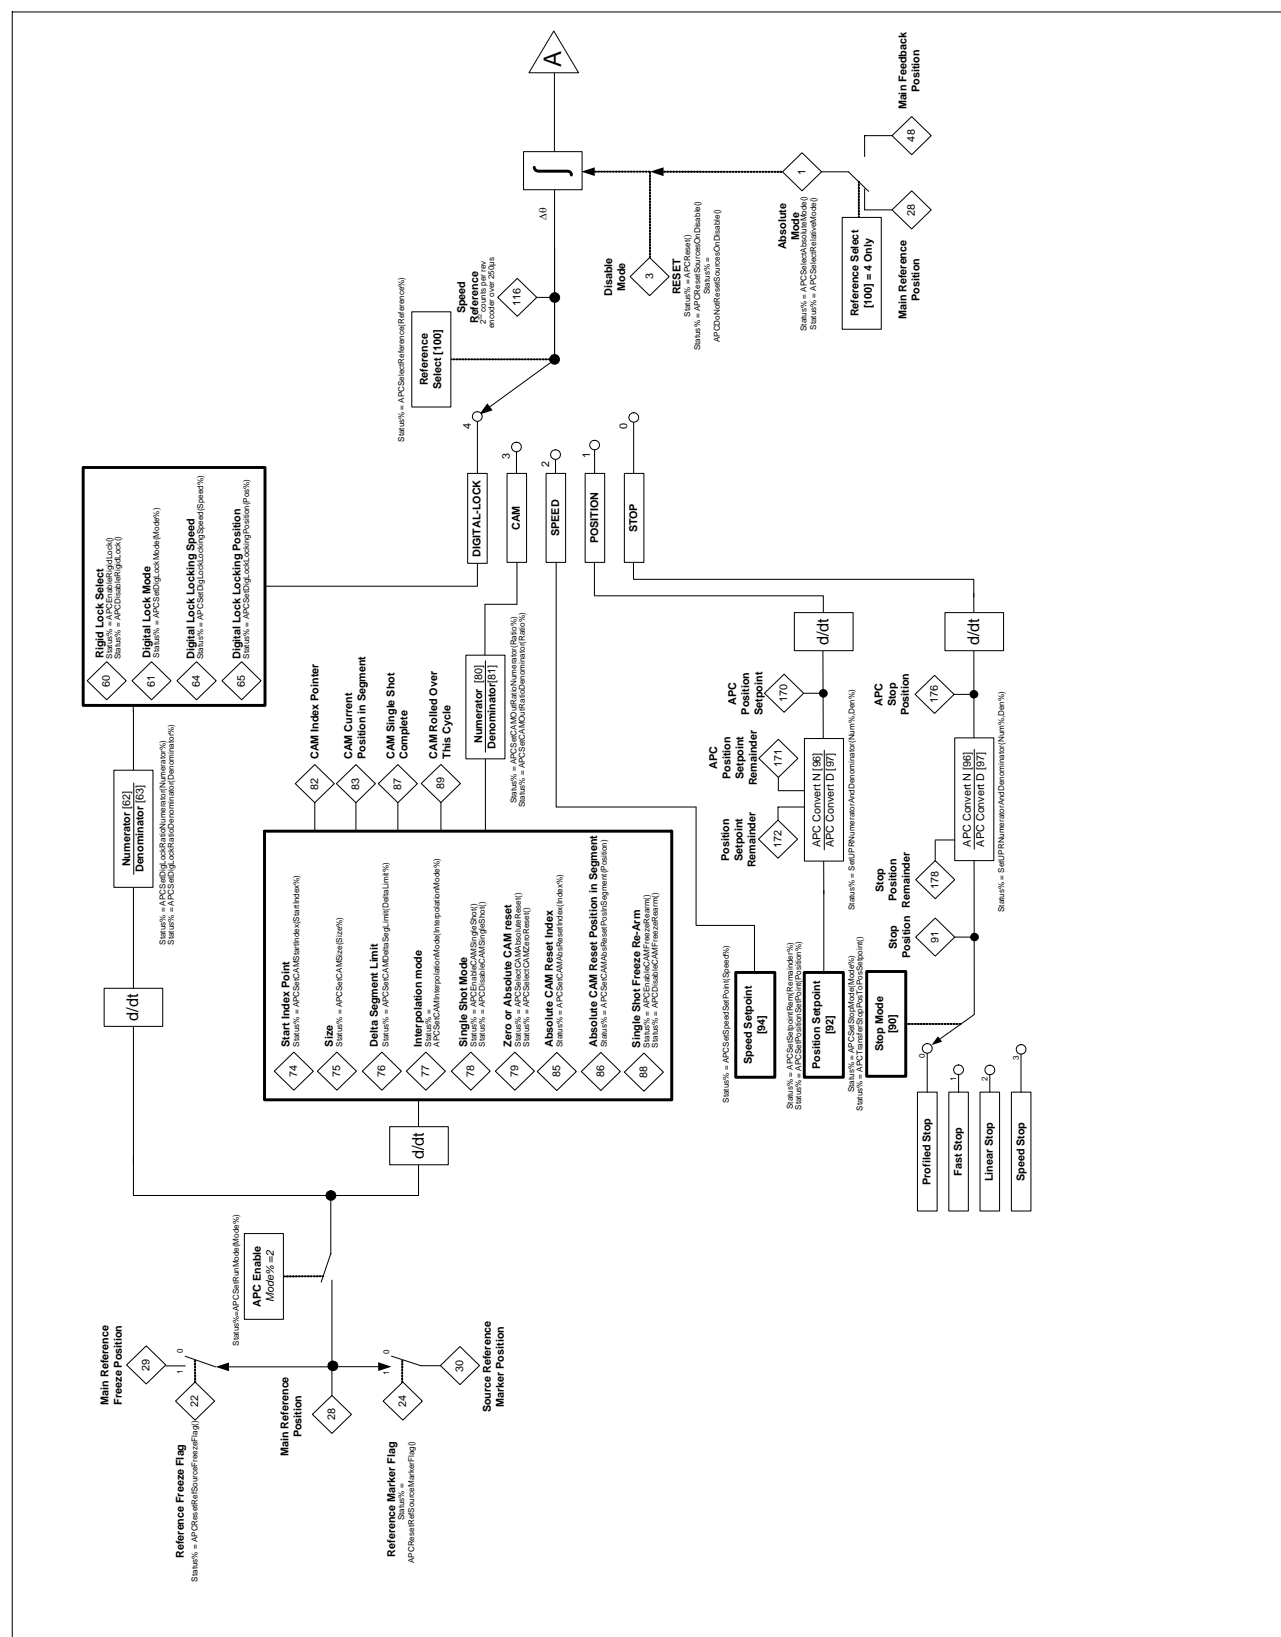 Main Reference
Freeze Position
29
1
0
22
Reference Freeze Flag
Status% = APCResetRefSourceFreezeFlag()
Main Reference
Position
28
1
0
24
Reference Marker Flag
Status% =
APCResetRefSourceMarkerFlag()
30
Source Reference
Marker Position
Status%=APCSetRunMode(Mode%)
APC Enable
Mode% =2
d/dt
d/dt
Numerator [62]
Denominator [63]
Status% = APCSetDigLockRatioNumerator(Numerator%)
Status% = APCSetDigLockRatioDenominator(Denominator%)
60
Rigid Lock Select
Status% = APCEnableRigidLock()
Status% = APCDisableRigidLock()
61
Digital Lock Mode
Status% = APCSetDigLockMode(Mode%)
64
Digital Lock Locking Speed
Status% = APCSetDigLockLockingSpeed(Speed%)
65
Digital Lock Locking Position
Status% = APCSetDigLockLockingPosition(Pos%)
74
Start Index Point
Status% = APCSetCAMStartIndex(StartIndex%)
75
Size
Status% = APCSetCAMSize(Size%)
76
Delta Segment Limit
Status% = APCSetCAMDeltaSegLimit(DeltaLimit%)
77
Interpolation mode
Status% =
APCSetCAMInterpolationMode(InterpolationMode%)
78
Single Shot Mode
Status% = APCEnableCAMSingleShot()
Status% = APCDisableCAMSingleShot()
79
Zero or Absolute CAM reset
Status% = APCSelectCAMAbsoluteReset()
Status% = APCSelectCAMZeroReset()
85
Absolute CAM Reset Index
Status% = APCSetCAMAbsResetIndex(Index%)
86
Absolute CAM Reset Position in Segment
Status% = APCSetCAMAbsResetPosInSegment(Position)
88
Single Shot Freeze Re-Arm
Status% = APCEnableCAMFreezeRearm()
Status% = APCDisableCAMFreezeRearm()
82
CAM Index Pointer
83
CAM Current
Position in Segment
87
CAM Single Shot
Complete
89
CAM Rolled Over
This Cycle
Numerator [80]
Denominator[81]
Status% = APCSetCAMOutRatioNumerator(Ratio%)
Status% = APCSetCAMOutRatioDenominator(Ratio%)
Status% = APCSetSpeedSetPoint(Speed%)
Speed Setpoint
[94]
Status% = APCSetSetpointRem(Remainder%)
Status% = APCSetPositionSetPoint(Position%)
Position Setpoint
[92]
Status% = APCSetStopMode(Mode%)
Status% = APCTransferStopPosToPosSetpoint()
Stop Mode
[90]
0
1
2
3
Profiled Stop
Fast Stop
Linear Stop
Speed Stop
Position
Setpoint
Remainder
172
APC
Position
Setpoint
Remainder
171
APC Convert N [96]
APC Convert D [97]
Status% = SetUPRNumeratorAndDenominator(Num%,Den%)
APC
Position
Setpoint
170
d/dt
Stop
Position
91
Stop
Position
Remainder
178
APC Convert N [96]
APC Convert D [97]
Status% = SetUPRNumeratorAndDenominator(Num%,Den%)
APC
Stop
Position
176
d/dt
DIGITAL-LOCK
4
CAM
3
SPEED
2
POSITION
1
STOP
0
Status% = APCSelectReference(Reference%)
Reference
Select [100]
Speed
Reference
encoder over 250µs
116
Δθ
∫
A
Disable
Mode
3
RESET
Status% = APCReset()
Status% = APCResetSourcesOnDisable()
Status% =
APCDoNotResetSourcesOnDisable()
1
Absolute
Mode
Status% = APCSelectAbsoluteMode()
Status% = APCSelectRelativeMode()
Reference Select
[100] = 4 Only
28
Main Reference
Position
48
Main Feedback
Position